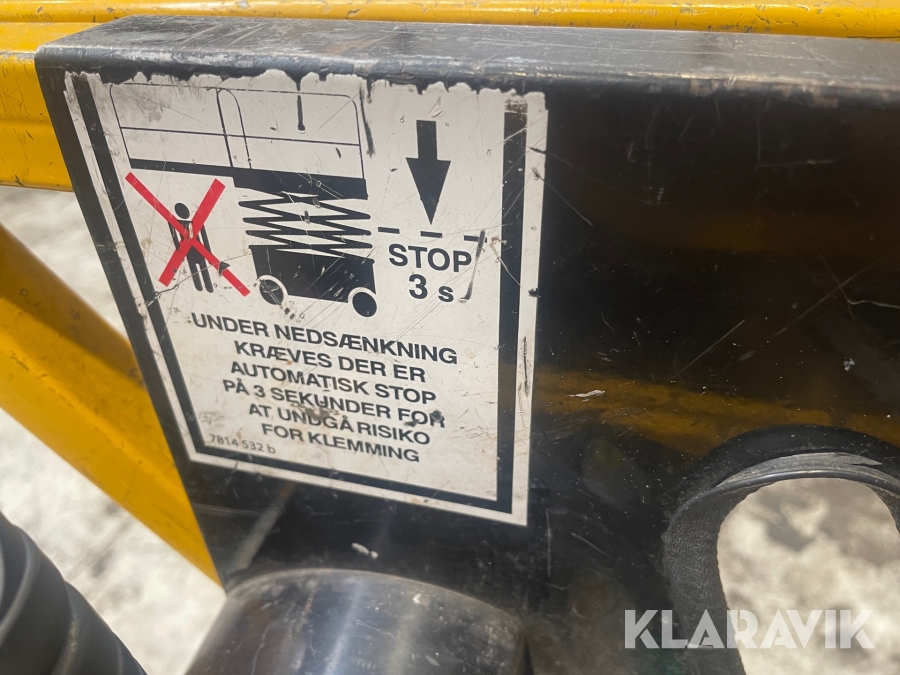 STOP
3 s
UNDER NEDSÆNKNING
KRÆVES DER ER
AUTOMATISK STOP
PÅ 3 SEKUNDER FOR
AT UNDGÅ RISIKO
FOR KLEMMING
7814 532 b
KLARAVIK